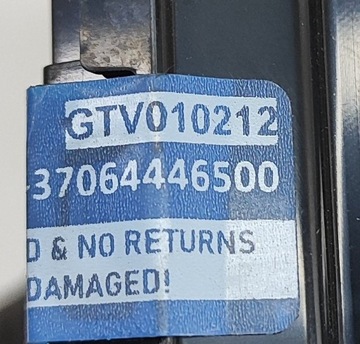 GTV010212
-37064446500
D & NO RETURNS
DAMAGED!